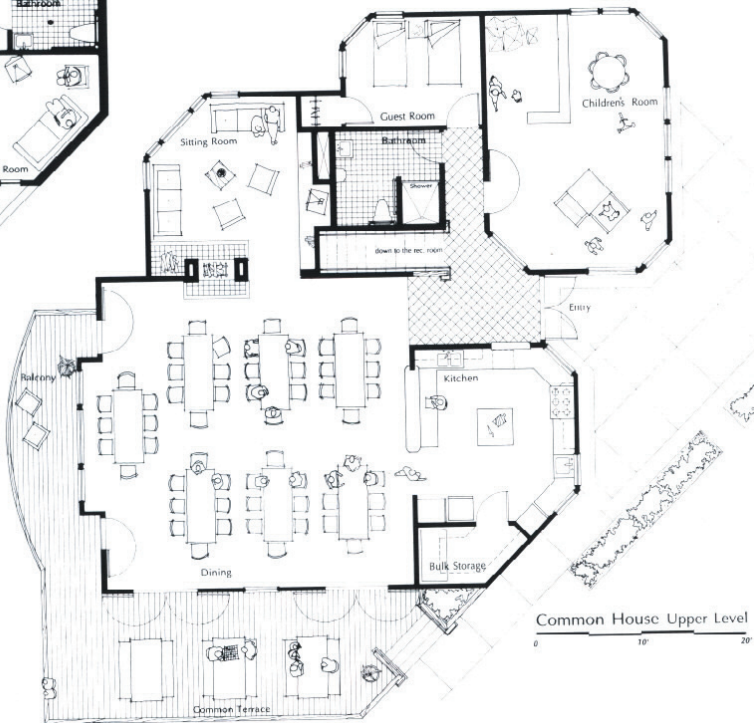 Bathroom
Room
Guest Room
Children's Room
Sitting Room
Bathroom
Shower
down to the rec. room
Entry
Balcony
Kitchen
Dining
Bulk Storage
Common House Upper Level
0 10' 20'
Common Terrace